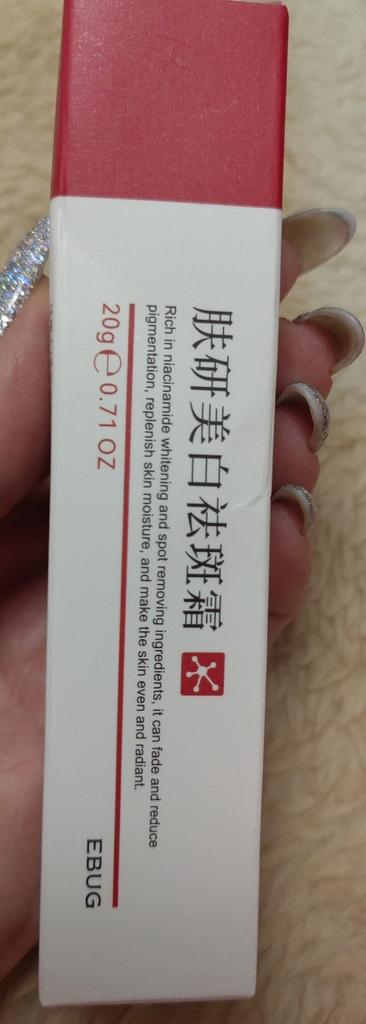 肤研美白祛斑霜
Rich in niacinamide whitening and spot removing ingredients, it can fade and reduce
pigmentation, replenish skin moisture, and make the skin even and radiant.
20g ℮ 0.71 OZ
EBUG